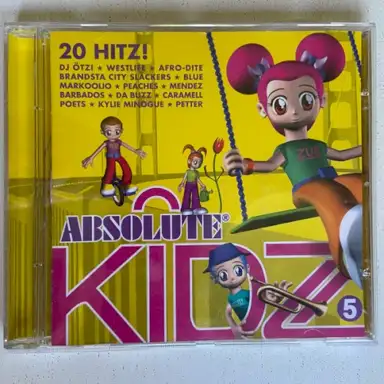 20 HITZ!
DJ ÖTZI ★ WESTLIFE ★ AFRO-DITE
BRANDSTA CITY SLÄCKERS ★ BLUE
MARKOOLIO ★ PEACHES ★ MENDEZ
BARBADOS ★ DA BUZZ ★ CARAMELL
POETS ★ KYLIE MINOGUE ★ PETTER
ABSOLUTE®
KIDZ
5